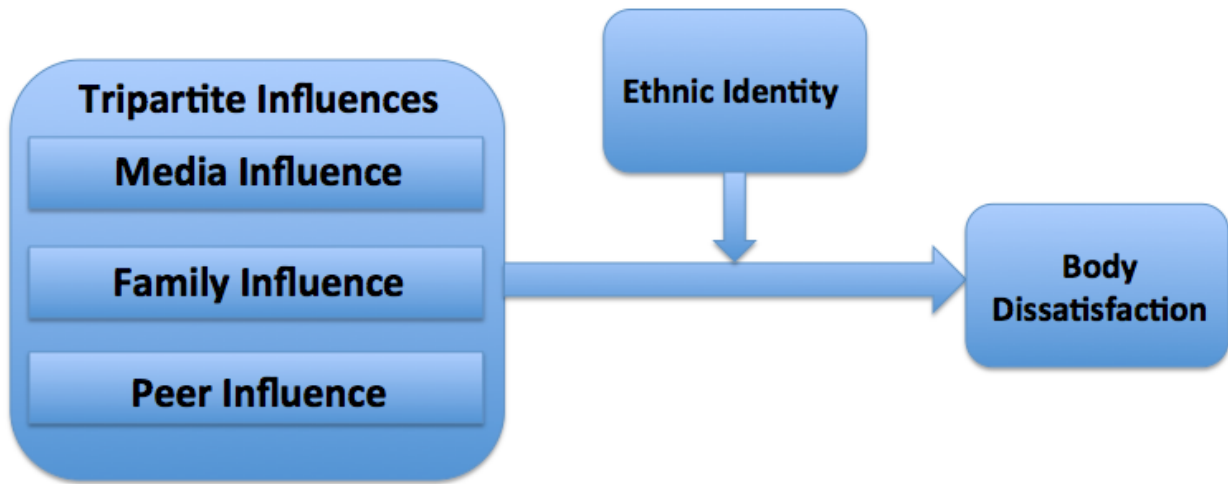 Tripartite Influences
Media Influence
Family Influence
Peer Influence
Ethnic Identity
Body
Dissatisfaction